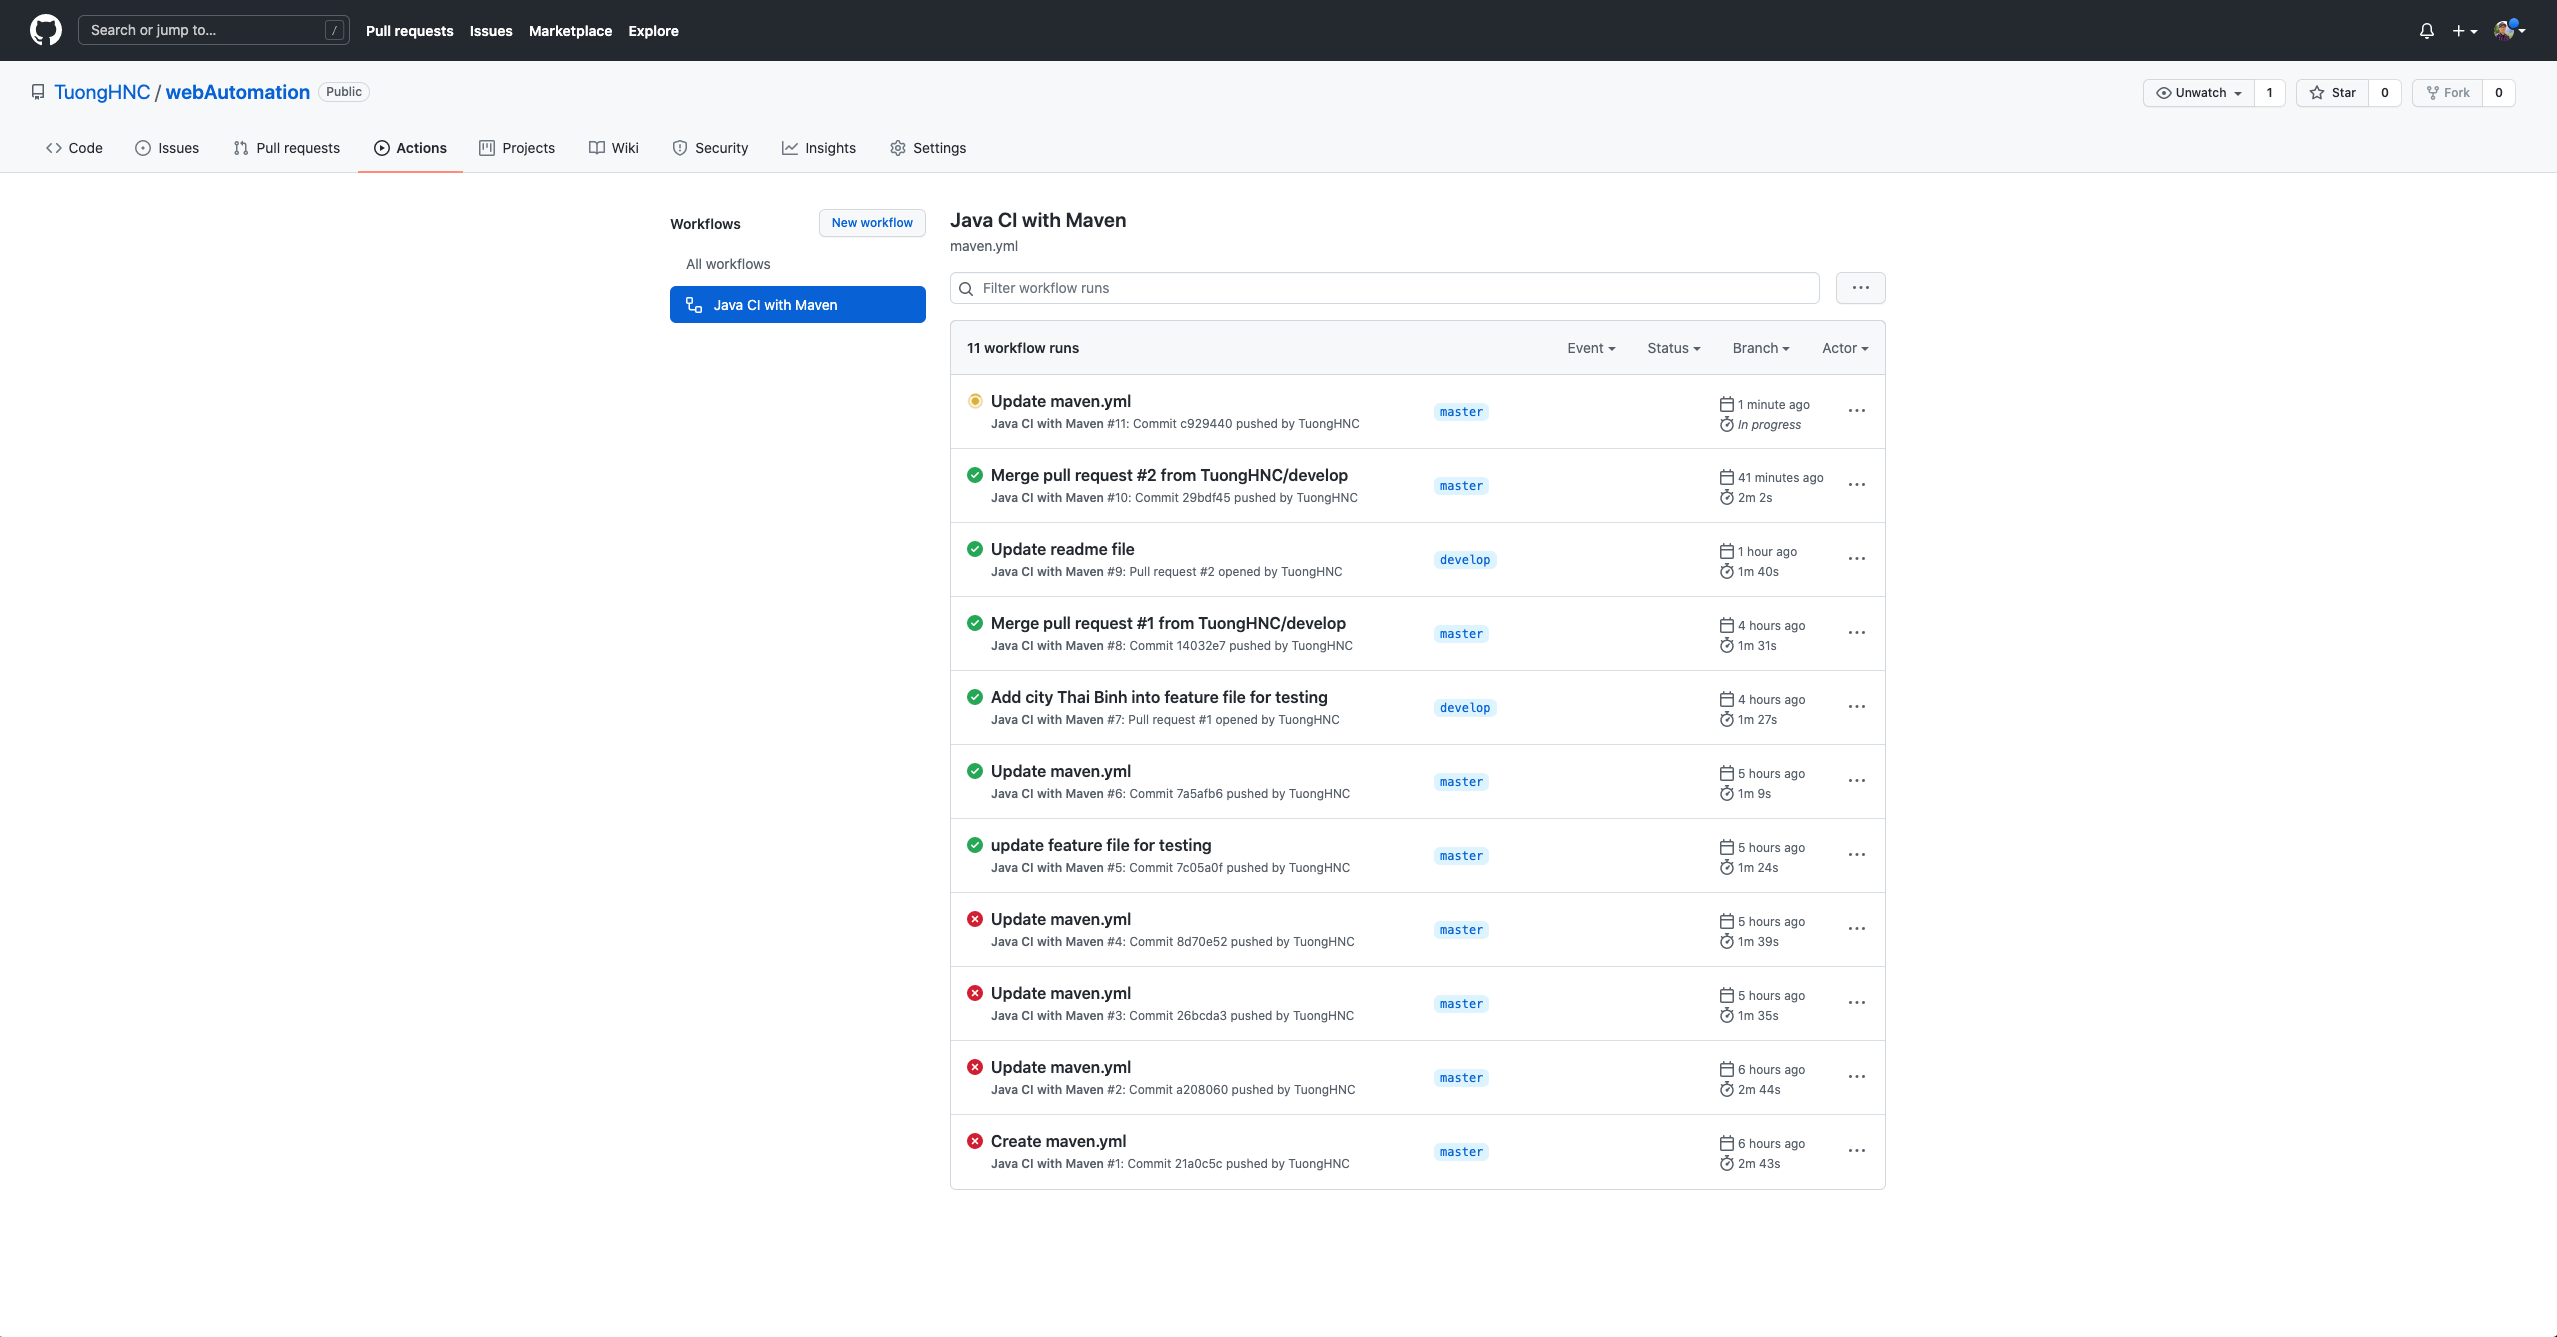 Search or jump to... /
Pull requests Issues Marketplace Explore
TuongHNC / webAutomation Public
Unwatch 1 Star 0 Fork 0
Code Issues Pull requests Actions Projects Wiki Security Insights Settings
Workflows
New workflow
All workflows
Java CI with Maven
Java CI with Maven
maven.yml
Filter workflow runs
11 workflow runs
Event Status Branch Actor
Update maven.yml
Java CI with Maven #11: Commit c929440 pushed by TuongHNC
master
1 minute ago
In progress
Merge pull request #2 from TuongHNC/develop
Java CI with Maven #10: Commit 29bdf45 pushed by TuongHNC
master
41 minutes ago
2m 2s
Update readme file
Java CI with Maven #9: Pull request #2 opened by TuongHNC
develop
1 hour ago
1m 40s
Merge pull request #1 from TuongHNC/develop
Java CI with Maven #8: Commit 14032e7 pushed by TuongHNC
master
4 hours ago
1m 31s
Add city Thai Binh into feature file for testing
Java CI with Maven #7: Pull request #1 opened by TuongHNC
develop
4 hours ago
1m 27s
Update maven.yml
Java CI with Maven #6: Commit 7a5afb6 pushed by TuongHNC
master
5 hours ago
1m 9s
update feature file for testing
Java CI with Maven #5: Commit 7c05a0f pushed by TuongHNC
master
5 hours ago
1m 24s
Update maven.yml
Java CI with Maven #4: Commit 8d70e52 pushed by TuongHNC
master
5 hours ago
1m 39s
Update maven.yml
Java CI with Maven #3: Commit 26bcda3 pushed by TuongHNC
master
5 hours ago
1m 35s
Update maven.yml
Java CI with Maven #2: Commit a208060 pushed by TuongHNC
master
6 hours ago
2m 44s
Create maven.yml
Java CI with Maven #1: Commit 21a0c5c pushed by TuongHNC
master
6 hours ago
2m 43s